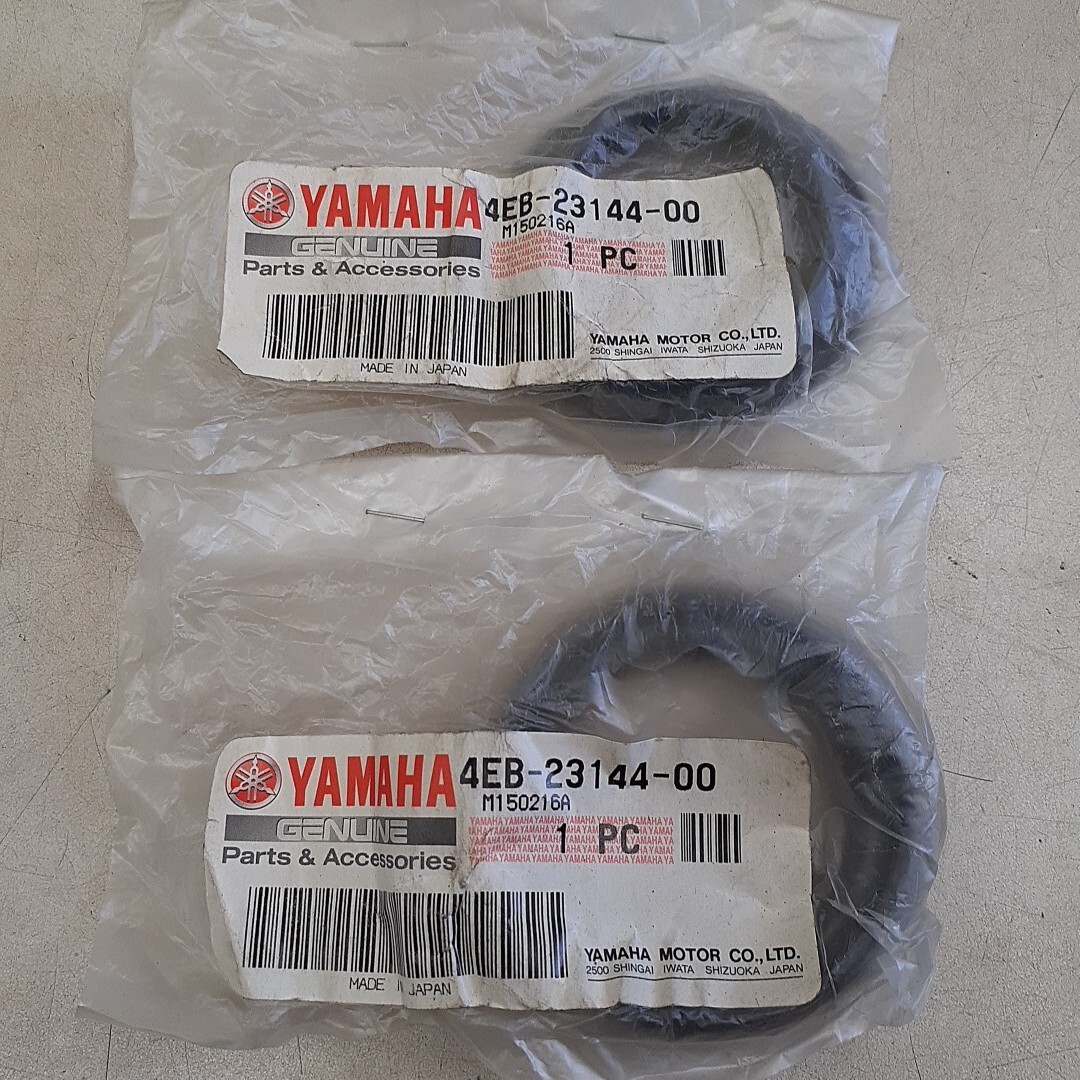 YAMAHA 4EB-23144-00
M150216A
GENUINE
1 PC
Parts & Accessories
YAMAHA MOTOR CO.,LTD.
2500 SHINGAI IWATA SHIZUOKA JAPAN
MADE IN JAPAN
YAMAHA 4EB-23144-00
M150216A
GENUINE
1 PC
Parts & Accessories
YAMAHA MOTOR CO.,LTD.
2500 SHINGAI IWATA SHIZUOKA JAPAN
MADE IN JAPAN